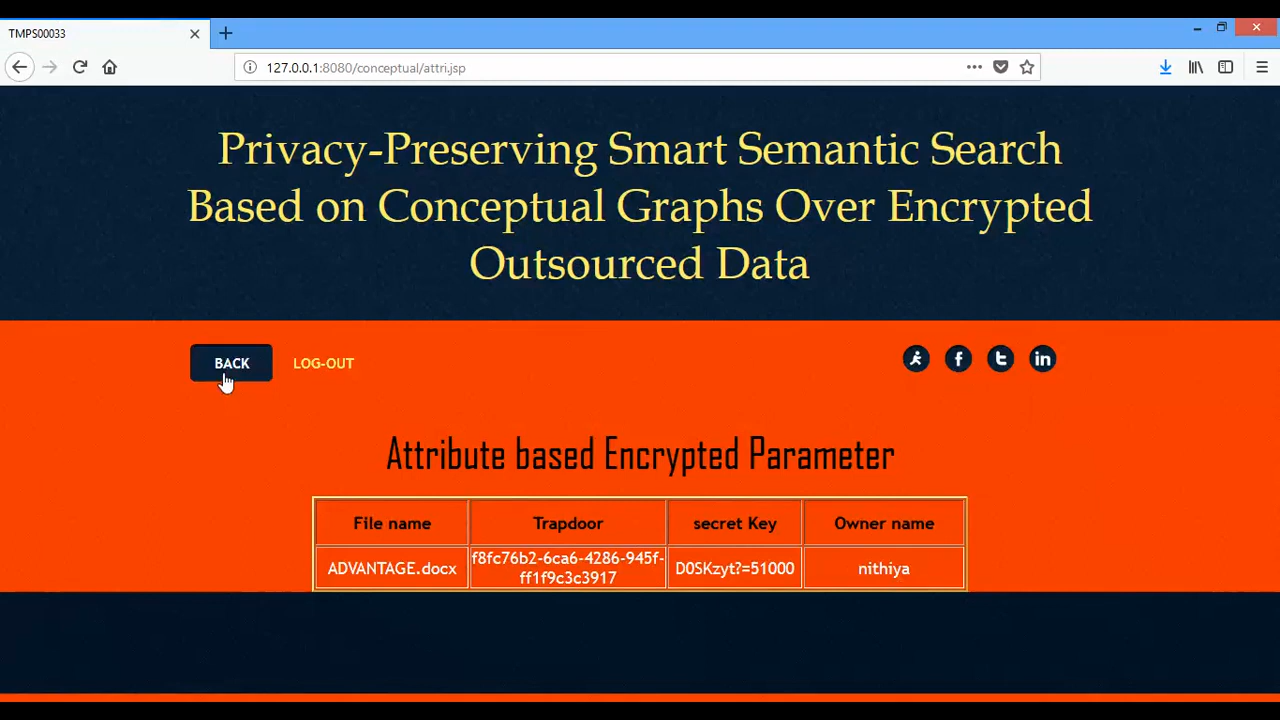 TMPS00033
127.0.0.1:8080/conceptual/attri.jsp
Privacy-Preserving Smart Semantic Search
Based on Conceptual Graphs Over Encrypted
Outsourced Data
BACK
LOG-OUT
Attribute based Encrypted Parameter
File name Trapdoor secret Key Owner name
ADVANTAGE.docx f8fc76b2-6ca6-4286-945f- D0SKzyt?=51000 nithiya
ff1f9c3c3917